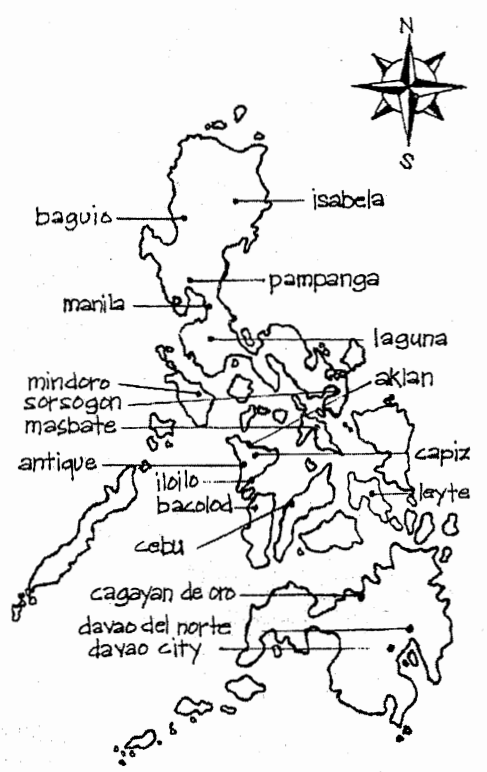 N
S
isabela
baguio
pampanga
manila
laguna
aklan
mindoro
sorsogon
masbate
capiz
antique
iloilo
leyte
bacolod
cebu
cagayan de oro
davao del norte
davao city